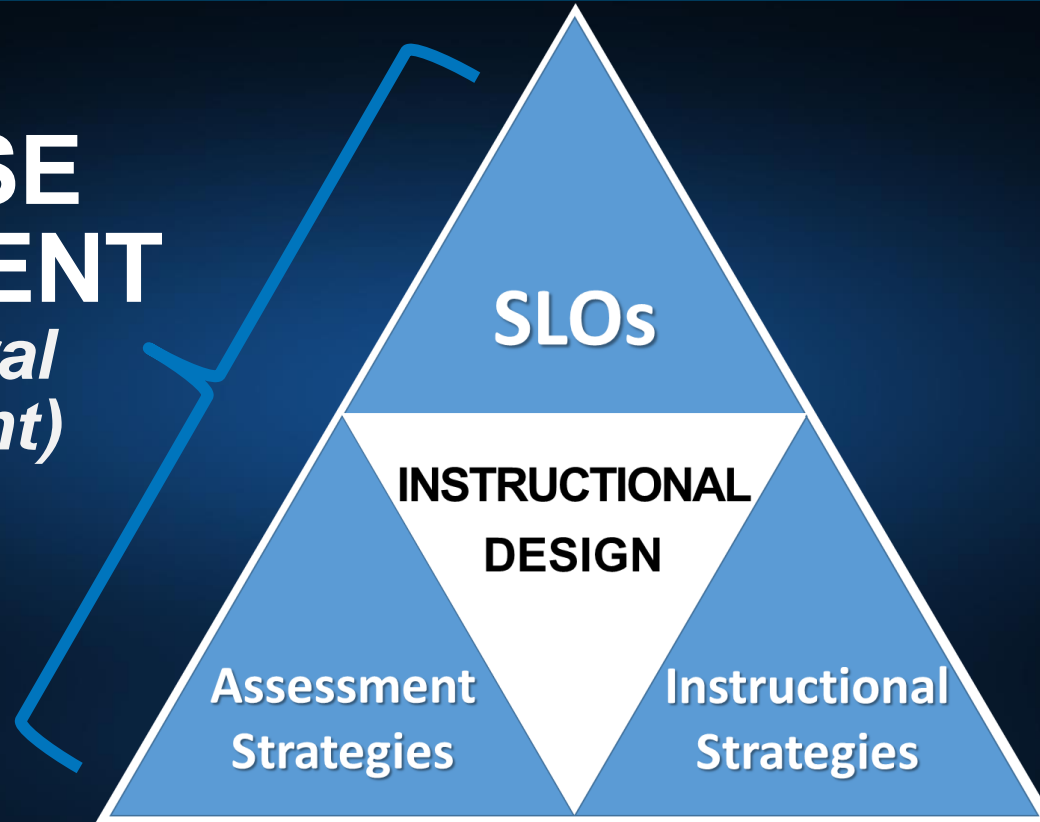 SE
ENT
al
nt)
SLOs
INSTRUCTIONAL
DESIGN
Assessment
Strategies
Instructional
Strategies